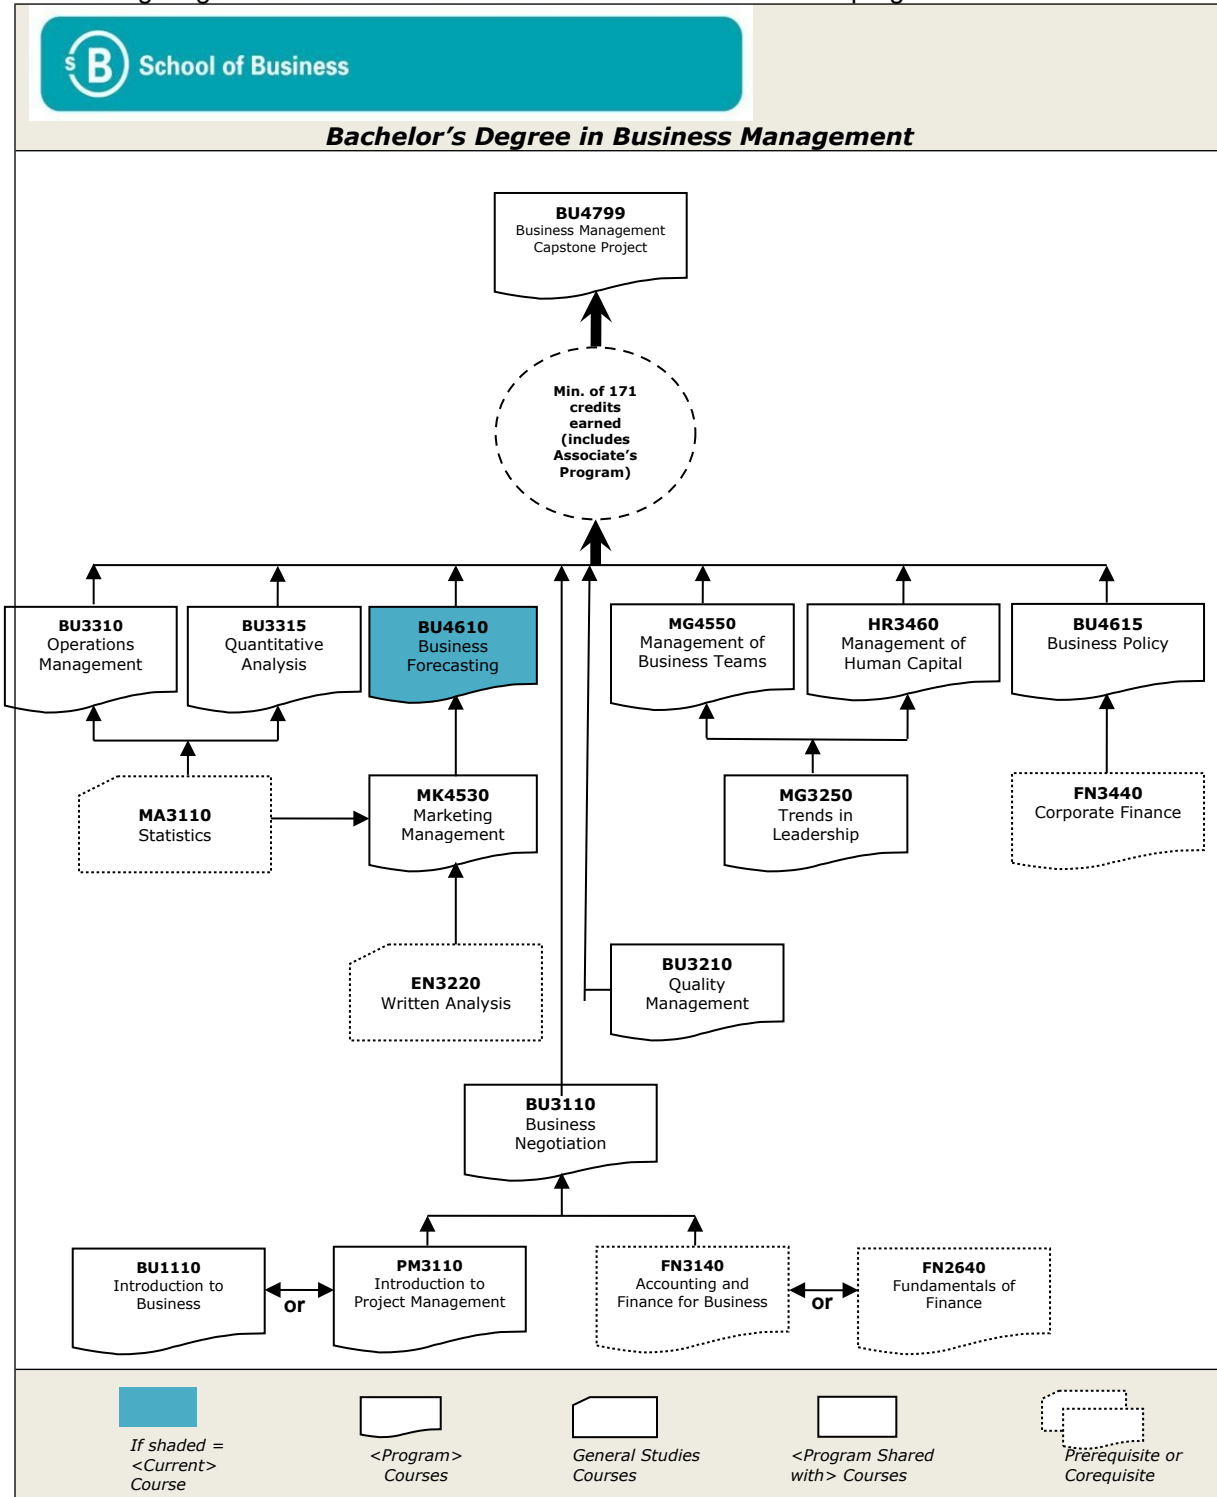 s B School of Business
Bachelor's Degree in Business Management
BU4799
Business Management
Capstone Project
Min. of 171
credits
earned
(includes
Associate's
Program)
BU3310
Operations
Management
BU3315
Quantitative
Analysis
BU4610
Business
Forecasting
MG4550
Management of
Business Teams
HR3460
Management of
Human Capital
BU4615
Business Policy
MA3110
Statistics
MK4530
Marketing
Management
MG3250
Trends in
Leadership
FN3440
Corporate Finance
EN3220
Written Analysis
BU3210
Quality
Management
BU3110
Business
Negotiation
BU1110
Introduction to
Business
or
PM3110
Introduction to
Project Management
FN3140
Accounting and
Finance for Business
or
FN2640
Fundamentals of
Finance
If shaded =
<Current>
Course
<Program>
Courses
General Studies
Courses
<Program Shared
with> Courses
Prerequisite or
Corequisite